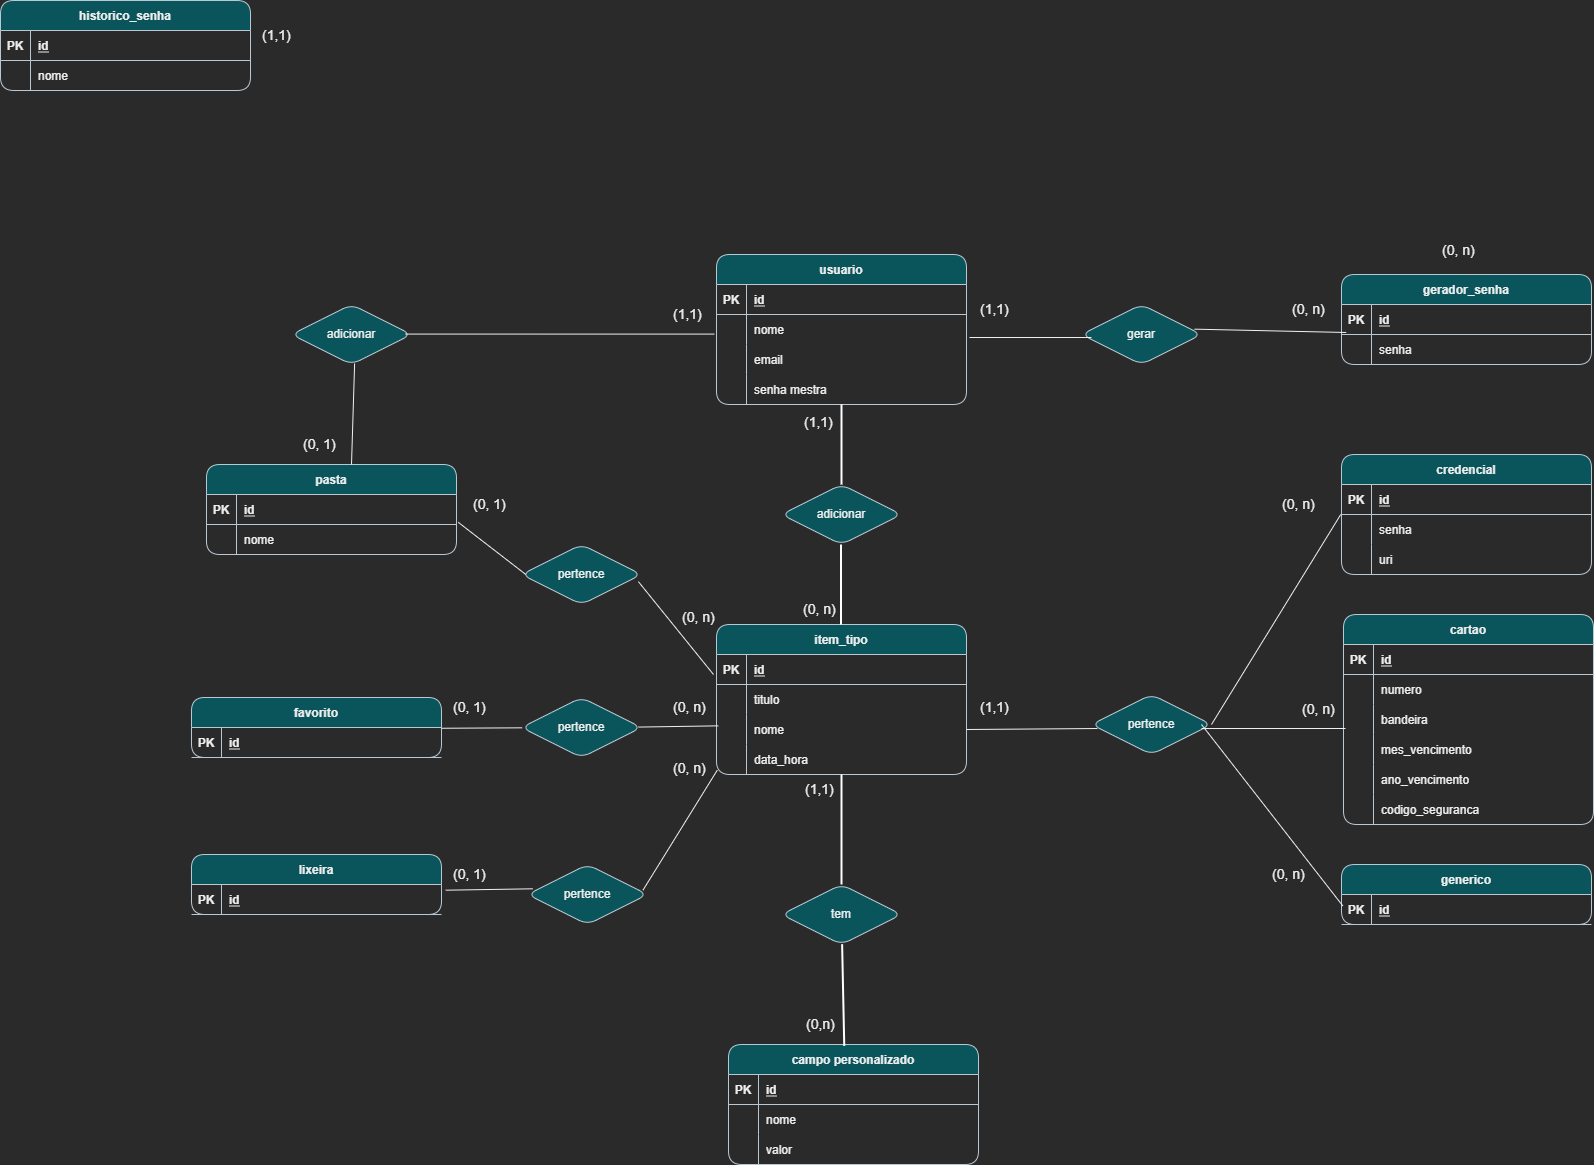 historico_senha
PK id
nome
(1,1)
(0, n)
usuario
PK id
nome
email
senha mestra
(1,1)
adicionar
(1,1)
gerar
(0, n)
gerador_senha
PK id
senha
(0, 1)
(1,1)
pasta
PK id
nome
(0, 1)
adicionar
credencial
PK id
senha
uri
(0, n)
pertence
(0, n)
(0, n)
item_tipo
PK id
titulo
nome
data_hora
cartao
PK id
numero
bandeira
mes_vencimento
ano_vencimento
codigo_seguranca
favorito
PK id
(0, 1)
pertence
(0, n)
(1,1)
pertence
(0, n)
(0, n)
(1,1)
lixeira
PK id
(0, 1)
pertence
(0, n)
generico
PK id
tem
(0,n)
campo personalizado
PK id
nome
valor